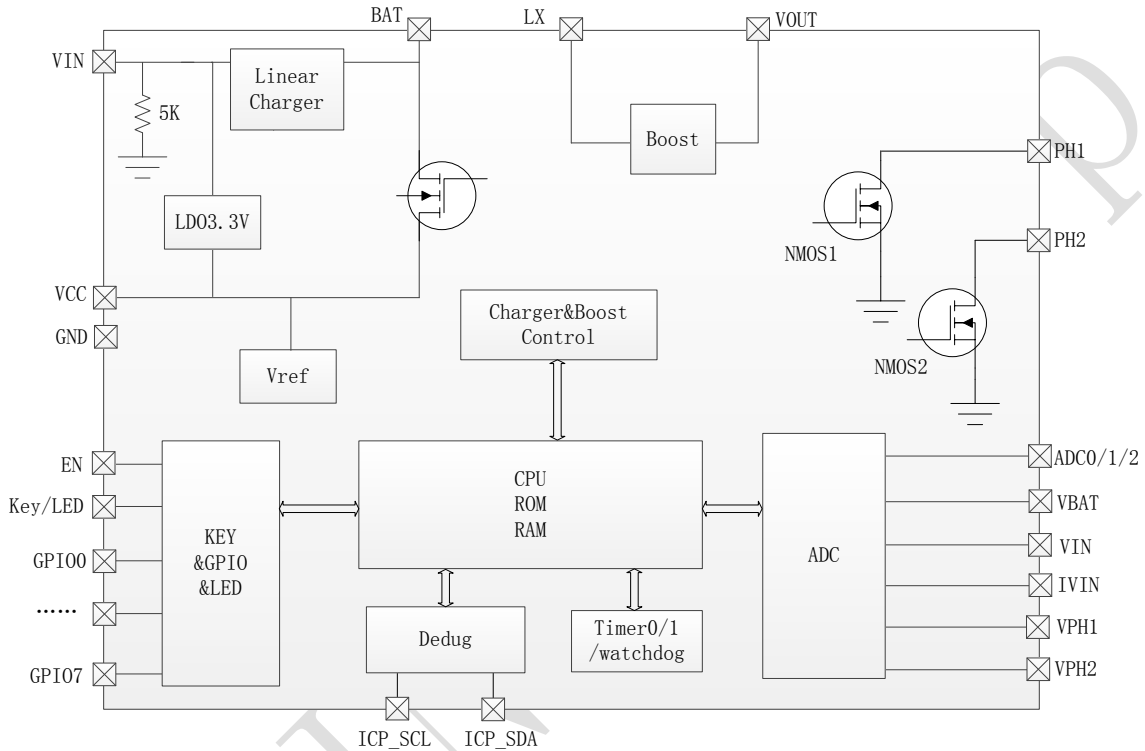 BAT
LX
VOUT
VIN
Linear
Charger
5K
Boost
PH1
LDO3.3V
NMOS1
PH2
VCC
GND
Charger&Boost
Control
NMOS2
Vref
EN
Key/LED
GPIO0
……
GPIO7
KEY
&GPIO
&LED
CPU
ROM
RAM
ADC
ADC0/1/2
VBAT
VIN
IVIN
VPH1
VPH2
Dedug
Timer0/1
/watchdog
ICP_SCL
ICP_SDA